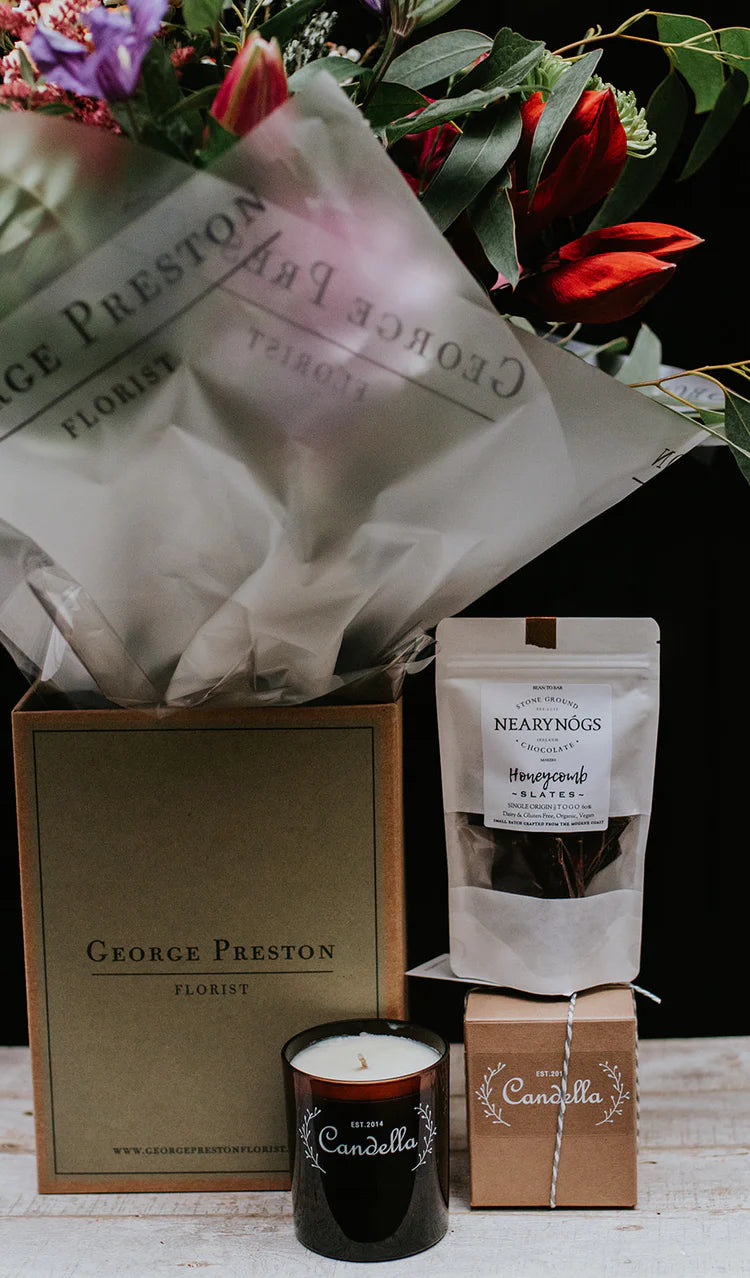 RGE PRESTON
FLORIST
GEORGE PRES
FLORIST
BEAN TO BAR
STONE GROUND
NEARYNÓGS
IRELAND
CHOCOLATE
MAKERS
Honeycomb
~SLATES~
SINGLE ORIGIN TOGO 60%
Dairy & Gluten Free, Organic, Vegan
SMALL BATCH CRAFTED FROM THE MOURNE COAST
GEORGE PRESTON
FLORIST
WWW.GEORGEPRESTONFLORIST.
EST.2014
Candella
EST.201
Candella